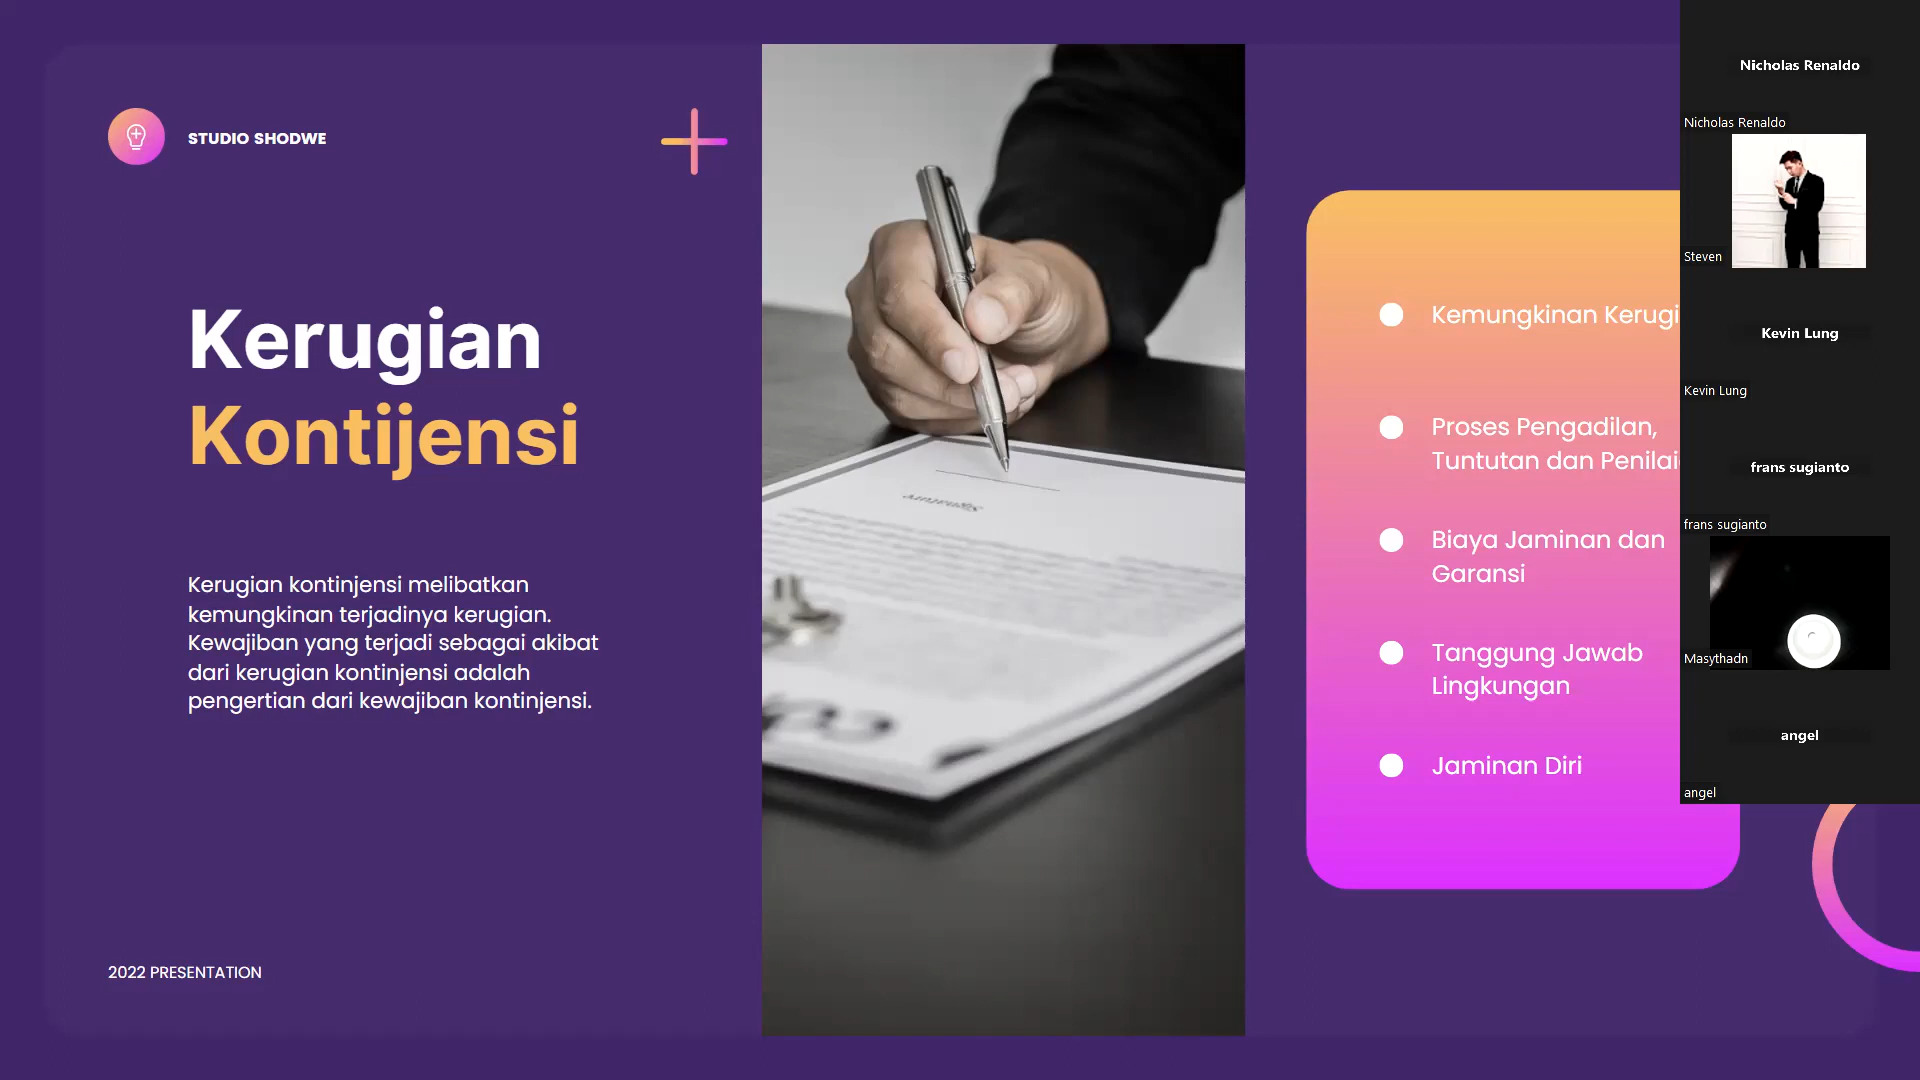 STUDIO SHODWE
Kerugian
Kontijensi
Kerugian kontinjensi melibatkan
kemungkinan terjadinya kerugian.
Kewajiban yang terjadi sebagai akibat
dari kerugian kontinjensi adalah
pengertian dari kewajiban kontinjensi.
2022 PRESENTATION
Signature
Kemungkinan Kerugi
Proses Pengadilan,
Tuntutan dan Penilai
Biaya Jaminan dan
Garansi
Tanggung Jawab
Lingkungan
Jaminan Diri
Nicholas Renaldo
Nicholas Renaldo
Steven
Kevin Lung
Kevin Lung
frans sugianto
frans sugianto
Masythadn
angel
angel